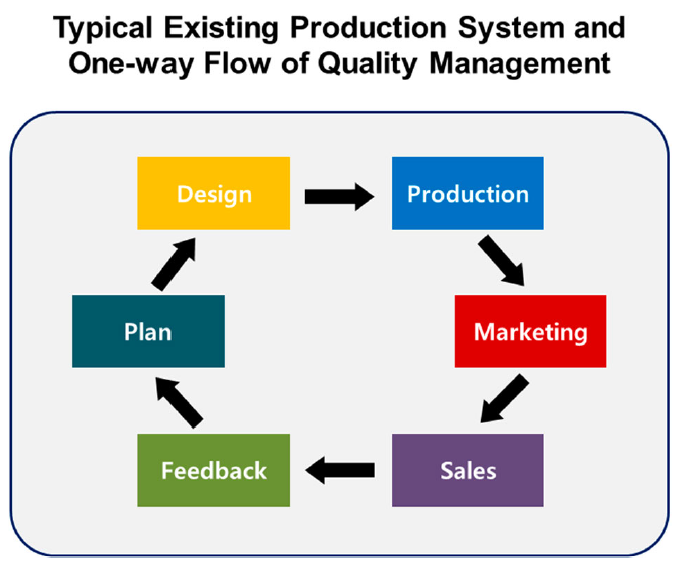 Typical Existing Production System and
One-way Flow of Quality Management
Design
Production
Plan
Marketing
Feedback
Sales